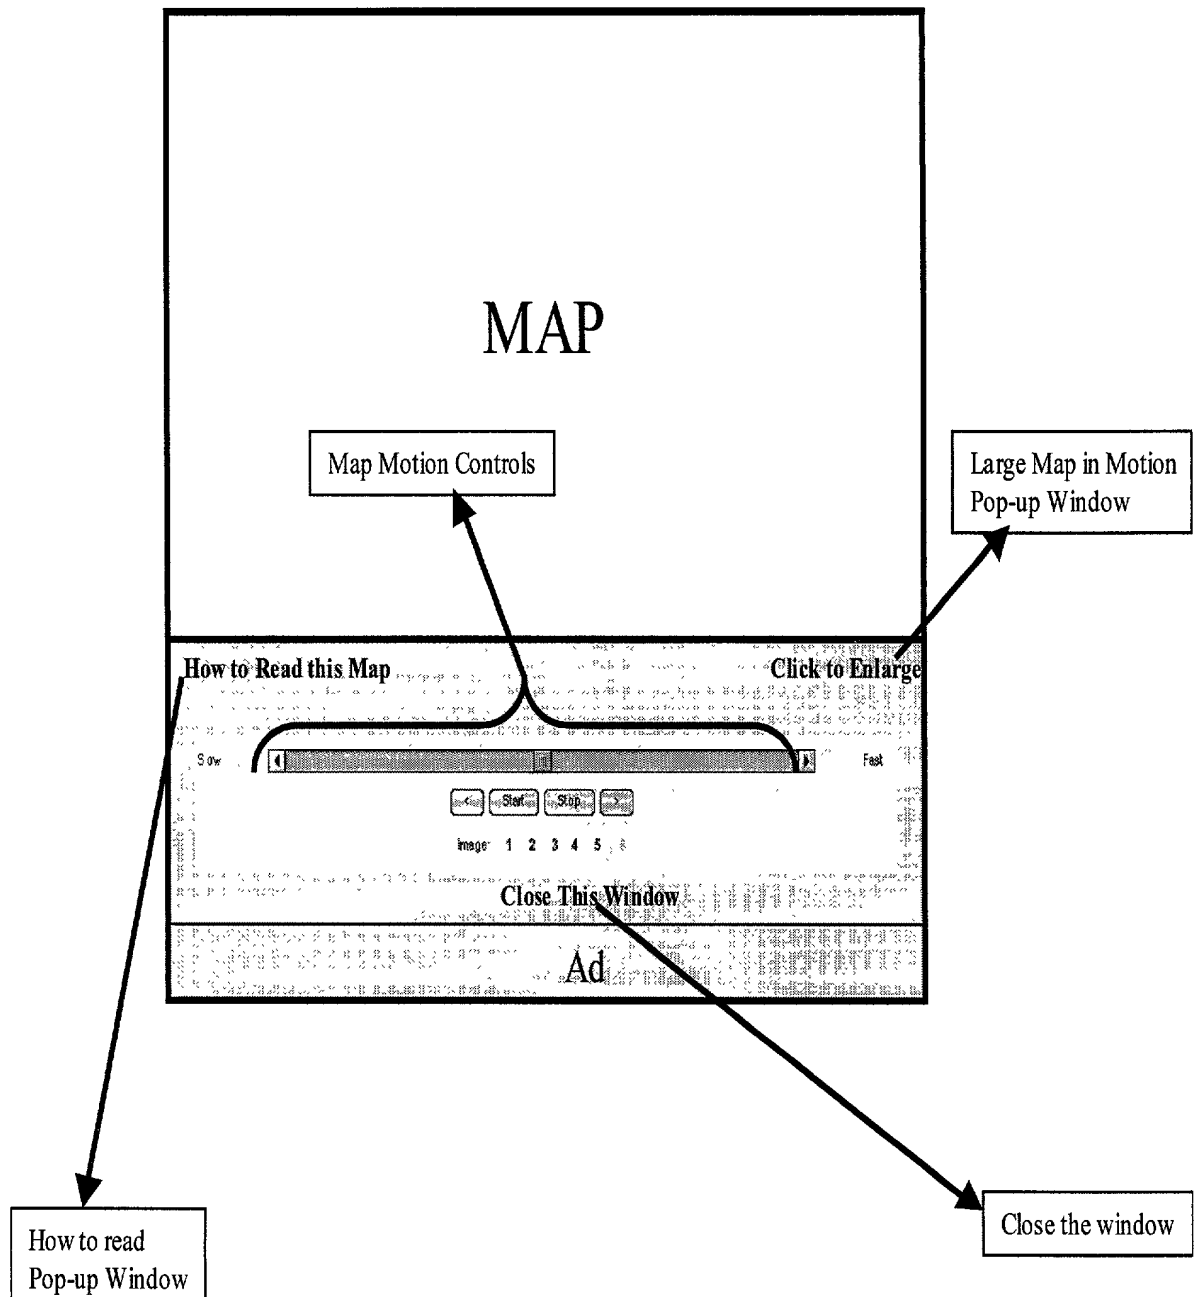 MAP
Map Motion Controls
Large Map in Motion
Pop-up Window
How to Read this Map
Click to Enlarge
Slow
Fast
< Start Stop >
Image: 1 2 3 4 5 6
Close This Window
Ad
Close the window
How to read
Pop-up Window